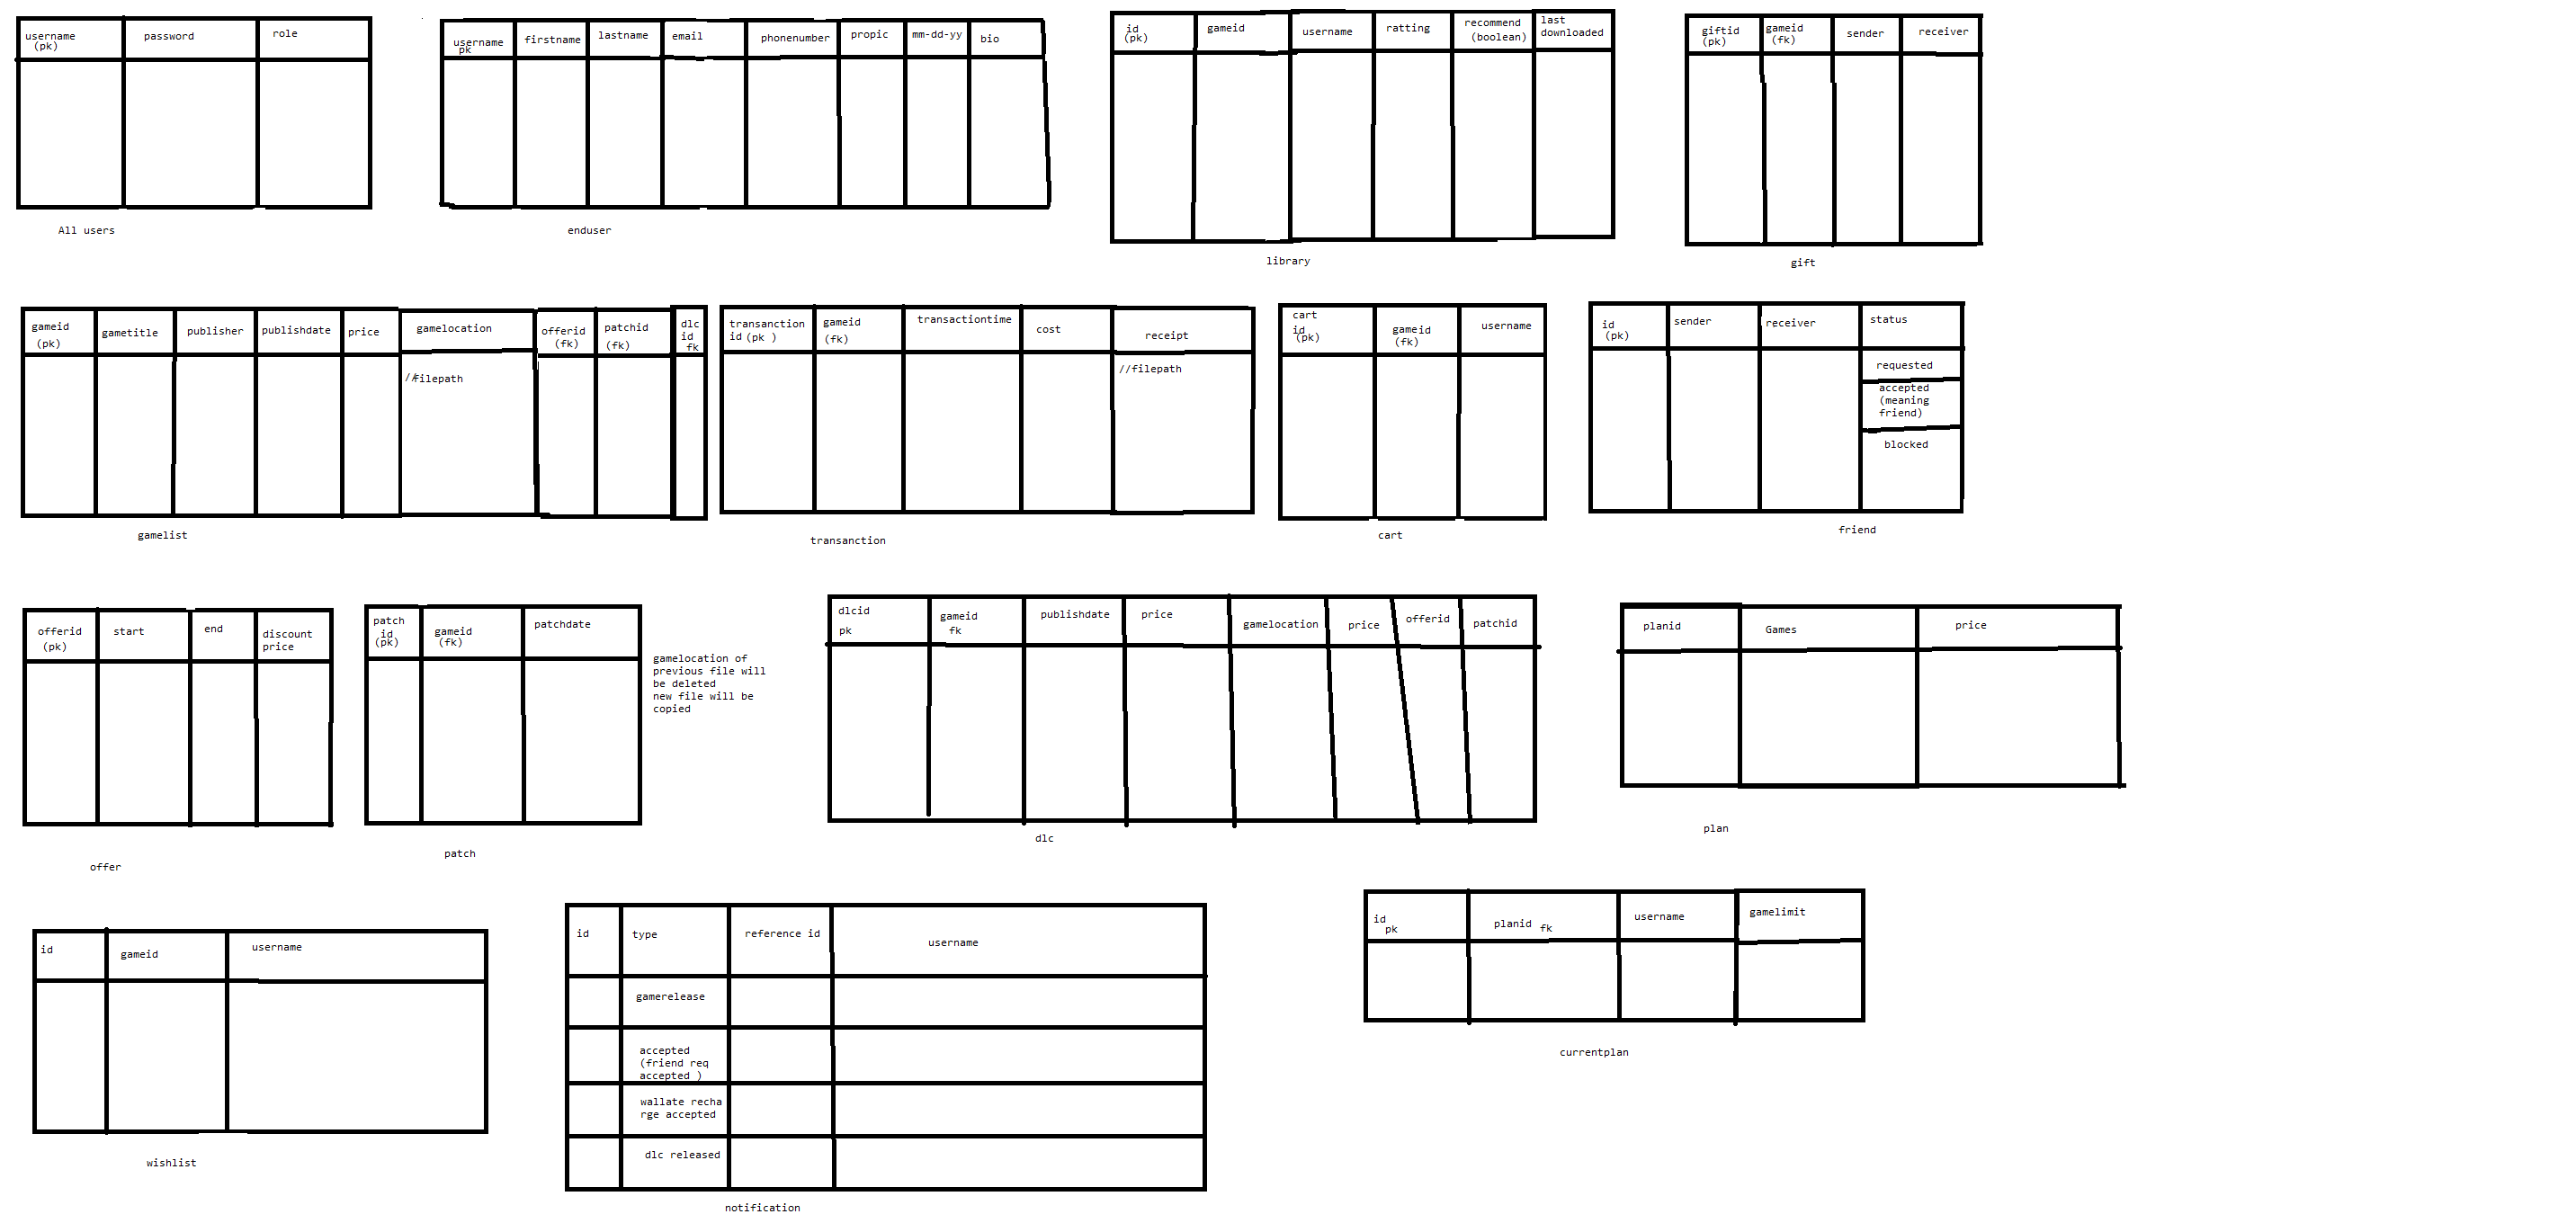 username
(pk)
password
role
All users
username
pk
firstname
lastname
email
phonenumber
propic
mm-dd-yy
bio
enduser
id
(pk)
gameid
username
ratting
recommend
(boolean)
last
downloaded
library
giftid
(pk)
gameid
(fk)
sender
receiver
gift
gameid
(pk)
gametitle
publisher
publishdate
price
gamelocation
//filepath
offerid
(fk)
patchid
(fk)
dlc
id
fk
gamelist
transanction
id (pk )
gameid
(fk)
transactiontime
cost
receipt
//filepath
transanction
cart
id
(pk)
gameid
(fk)
username
cart
id
(pk)
sender
receiver
status
requested
accepted
(meaning
friend)
blocked
friend
offerid
(pk)
start
end
discount
price
offer
patch
id
(pk)
gameid
(fk)
patchdate
patch
gamelocation of
previous file will
be deleted
new file will be
copied
dlcid
pk
gameid
fk
publishdate
price
gamelocation
price
offerid
patchid
dlc
planid
Games
price
plan
id
gameid
username
wishlist
id
type
reference id
username
gamerelease
accepted
(friend req
accepted )
wallate recha
rge accepted
dlc released
notification
id
pk
planid fk
username
gamelimit
currentplan